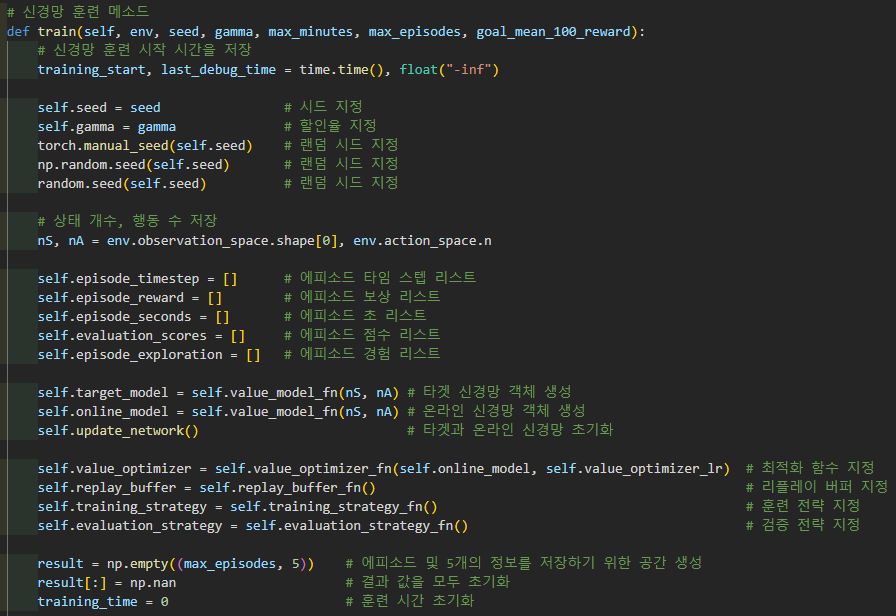 # 신경망 훈련 메소드
def train(self, env, seed, gamma, max_minutes, max_episodes, goal_mean_100_reward):
# 신경망 훈련 시작 시간을 저장
training_start, last_debug_time = time.time(), float("-inf")
self.seed = seed # 시드 지정
self.gamma = gamma # 할인율 지정
torch.manual_seed(self.seed) # 랜덤 시드 지정
np.random.seed(self.seed) # 랜덤 시드 지정
random.seed(self.seed) # 랜덤 시드 지정
# 상태 개수, 행동 수 저장
nS, nA = env.observation_space.shape[0], env.action_space.n
self.episode_timestep = [] # 에피소드 타임 스텝 리스트
self.episode_reward = [] # 에피소드 보상 리스트
self.episode_seconds = [] # 에피소드 초 리스트
self.evaluation_scores = [] # 에피소드 점수 리스트
self.episode_exploration = [] # 에피소드 경험 리스트
self.target_model = self.value_model_fn(nS, nA) # 타겟 신경망 객체 생성
self.online_model = self.value_model_fn(nS, nA) # 온라인 신경망 객체 생성
self.update_network() # 타겟과 온라인 신경망 초기화
self.value_optimizer = self.value_optimizer_fn(self.online_model, self.value_optimizer_lr) # 최적화 함수 지정
self.replay_buffer = self.replay_buffer_fn() # 리플레이 버퍼 지정
self.training_strategy = self.training_strategy_fn() # 훈련 전략 지정
self.evaluation_strategy = self.evaluation_strategy_fn() # 검증 전략 지정
result = np.empty((max_episodes, 5)) # 에피소드 및 5개의 정보를 저장하기 위한 공간 생성
result[:] = np.nan # 결과 값을 모두 초기화
training_time = 0 # 훈련 시간 초기화